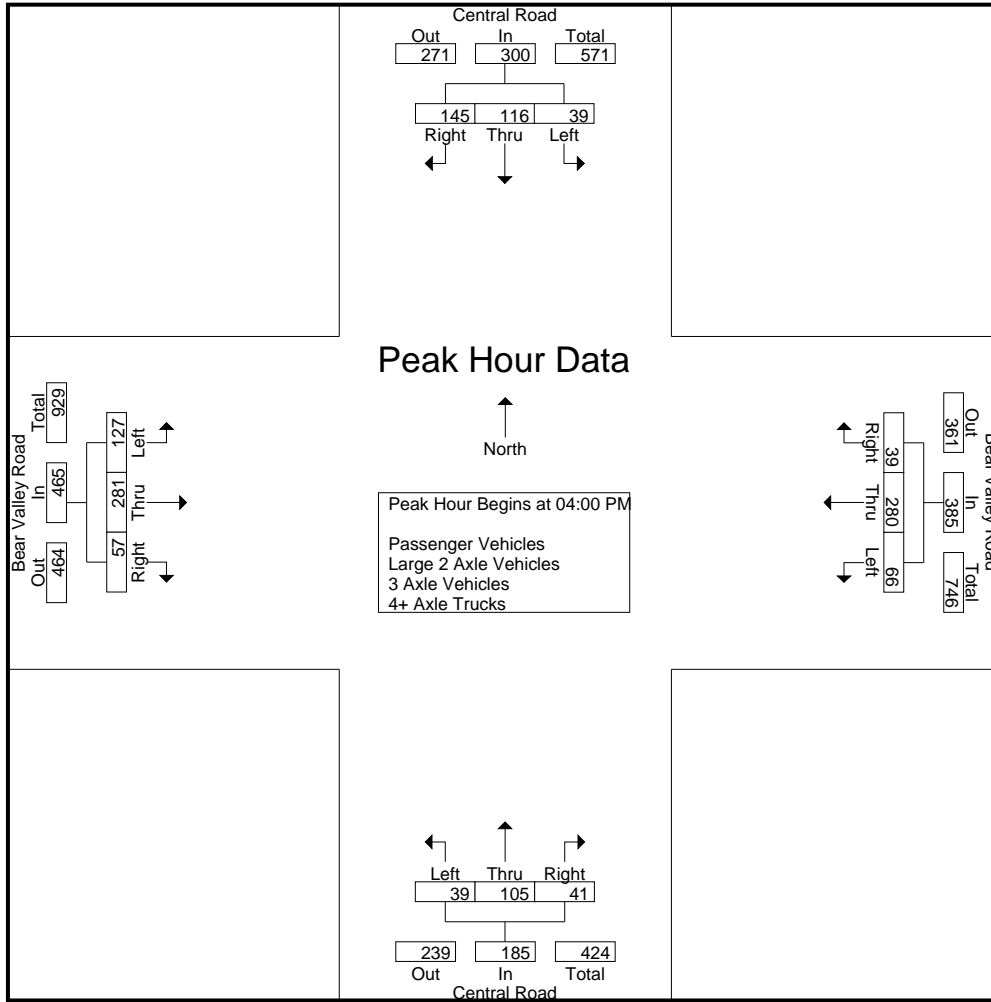 Central Road
Out In Total
271 300 571
145 116 39
Right Thru Left
Peak Hour Data
North
Peak Hour Begins at 04:00 PM
Passenger Vehicles
Large 2 Axle Vehicles
3 Axle Vehicles
4+ Axle Trucks
Bear Valley Road
Out In Total
464 465 929
Right Thru Left
57 281 127
Bear Valley Road
Out In Total
361 385 746
39 280 66
Right Thru Left
Left Thru Right
39 105 41
239 185 424
Out In Total
Central Road